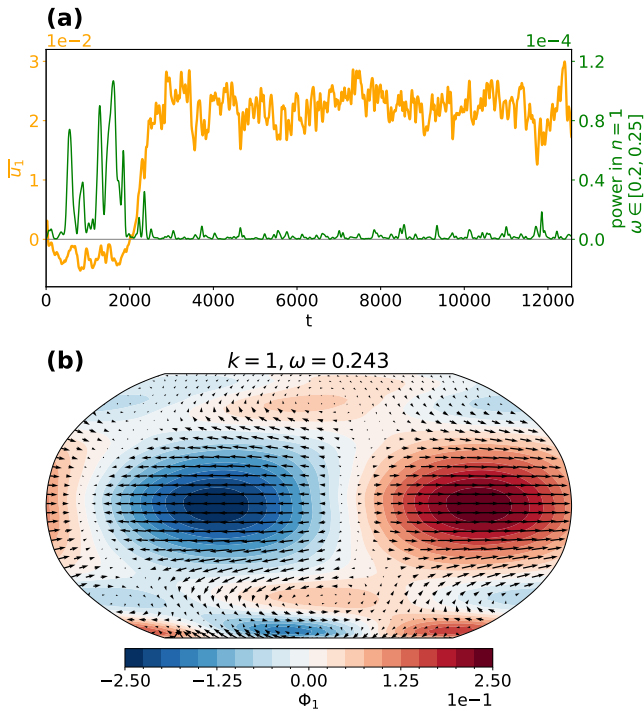 (a)
1e−2
1e−4
3
2
1
0
u̅₁
1.2
0.8
0.4
0.0
power in n = 1
ω ∈ [0.2, 0.25]
0 2000 4000 6000 8000 10000 12000
t
(b)
k = 1, ω = 0.243
−2.50 −1.25 0.00 1.25 2.50
Φ₁
1e−1